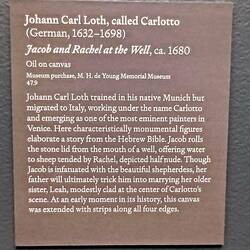 Johann Carl Loth, called Carlotto
(German, 1632–1698)
Jacob and Rachel at the Well, ca. 1680
Oil on canvas
Museum purchase, M. H. de Young Memorial Museum
47.9
Johann Carl Loth trained in his native Munich but
migrated to Italy, working under the name Carlotto
and emerging as one of the most eminent painters in
Venice. Here characteristically monumental figures
elaborate a story from the Hebrew Bible. Jacob rolls
the stone lid from the mouth of a well, offering water
to sheep tended by Rachel, depicted half nude. Though
Jacob is infatuated with the beautiful shepherdess, her
father will ultimately trick him into marrying her older
sister, Leah, modestly clad at the center of Carlotto's
scene. At an early moment in its history, this canvas
was extended with strips along all four edges.